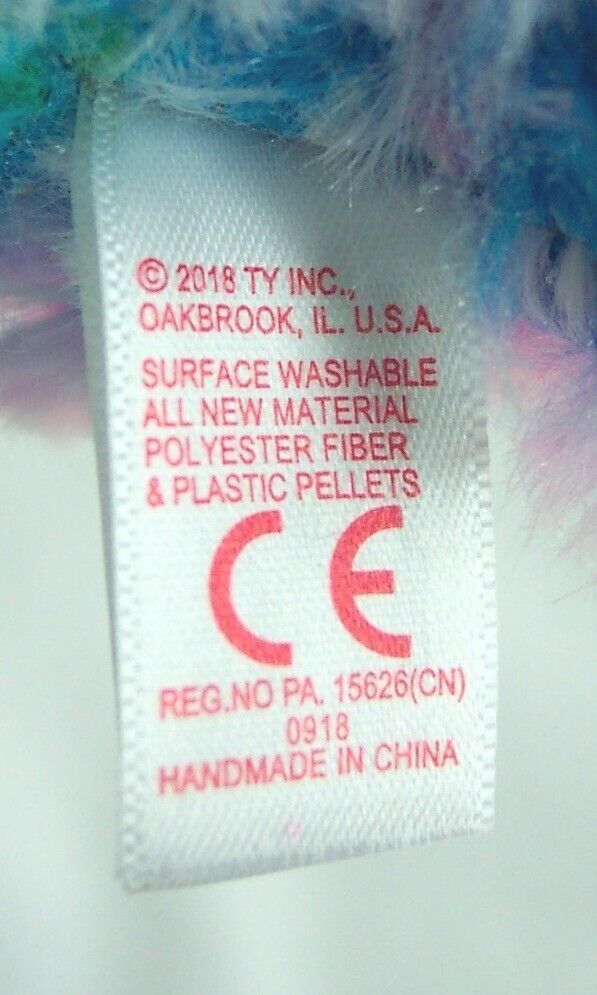 © 2018 TY INC.,
OAKBROOK, IL. U.S.A.
SURFACE WASHABLE
ALL NEW MATERIAL
POLYESTER FIBER
& PLASTIC PELLETS
CE
REG.NO PA. 15626(CN)
0918
HANDMADE IN CHINA